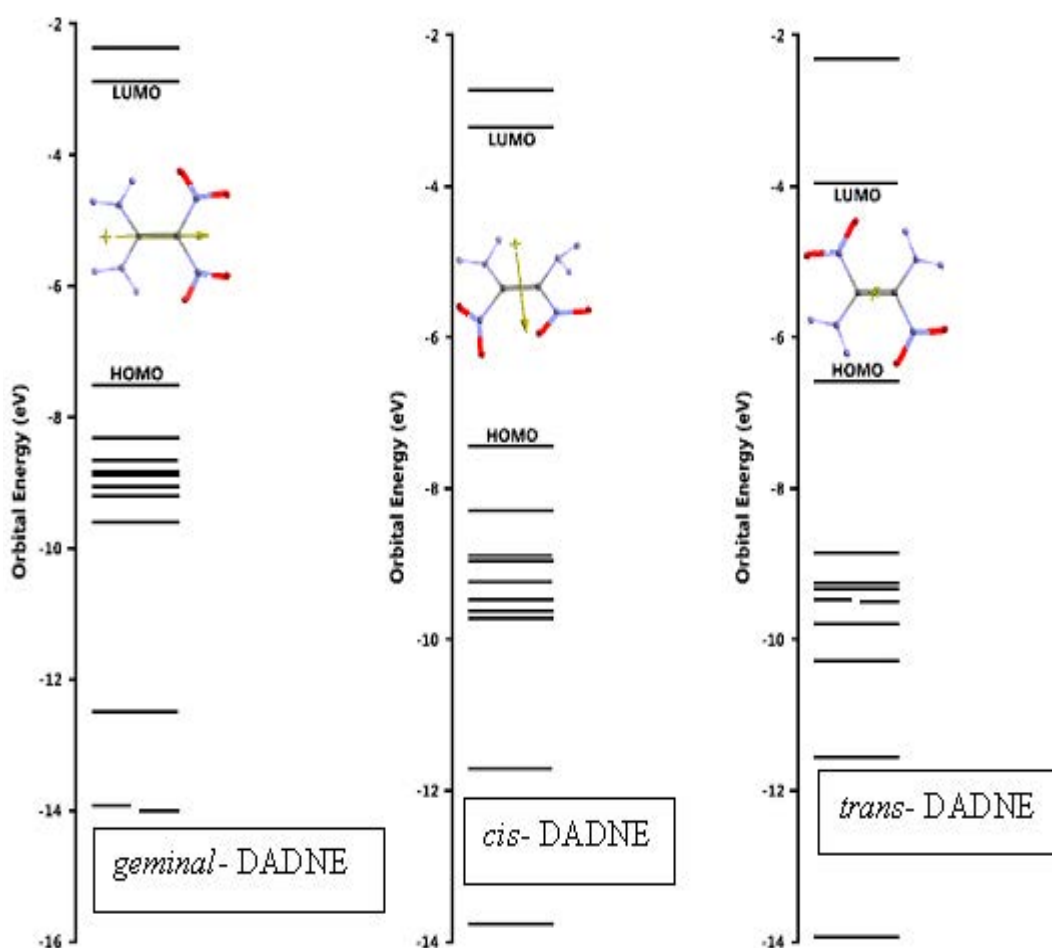 -2
-4
-6
-8
-10
-12
-14
-16
Orbital Energy (eV)
LUMO
HOMO
geminal- DADNE
-2
-4
-6
-8
-10
-12
-14
Orbital Energy (eV)
LUMO
HOMO
cis- DADNE
-2
-4
-6
-8
-10
-12
-14
Orbital Energy (eV)
LUMO
HOMO
trans- DADNE